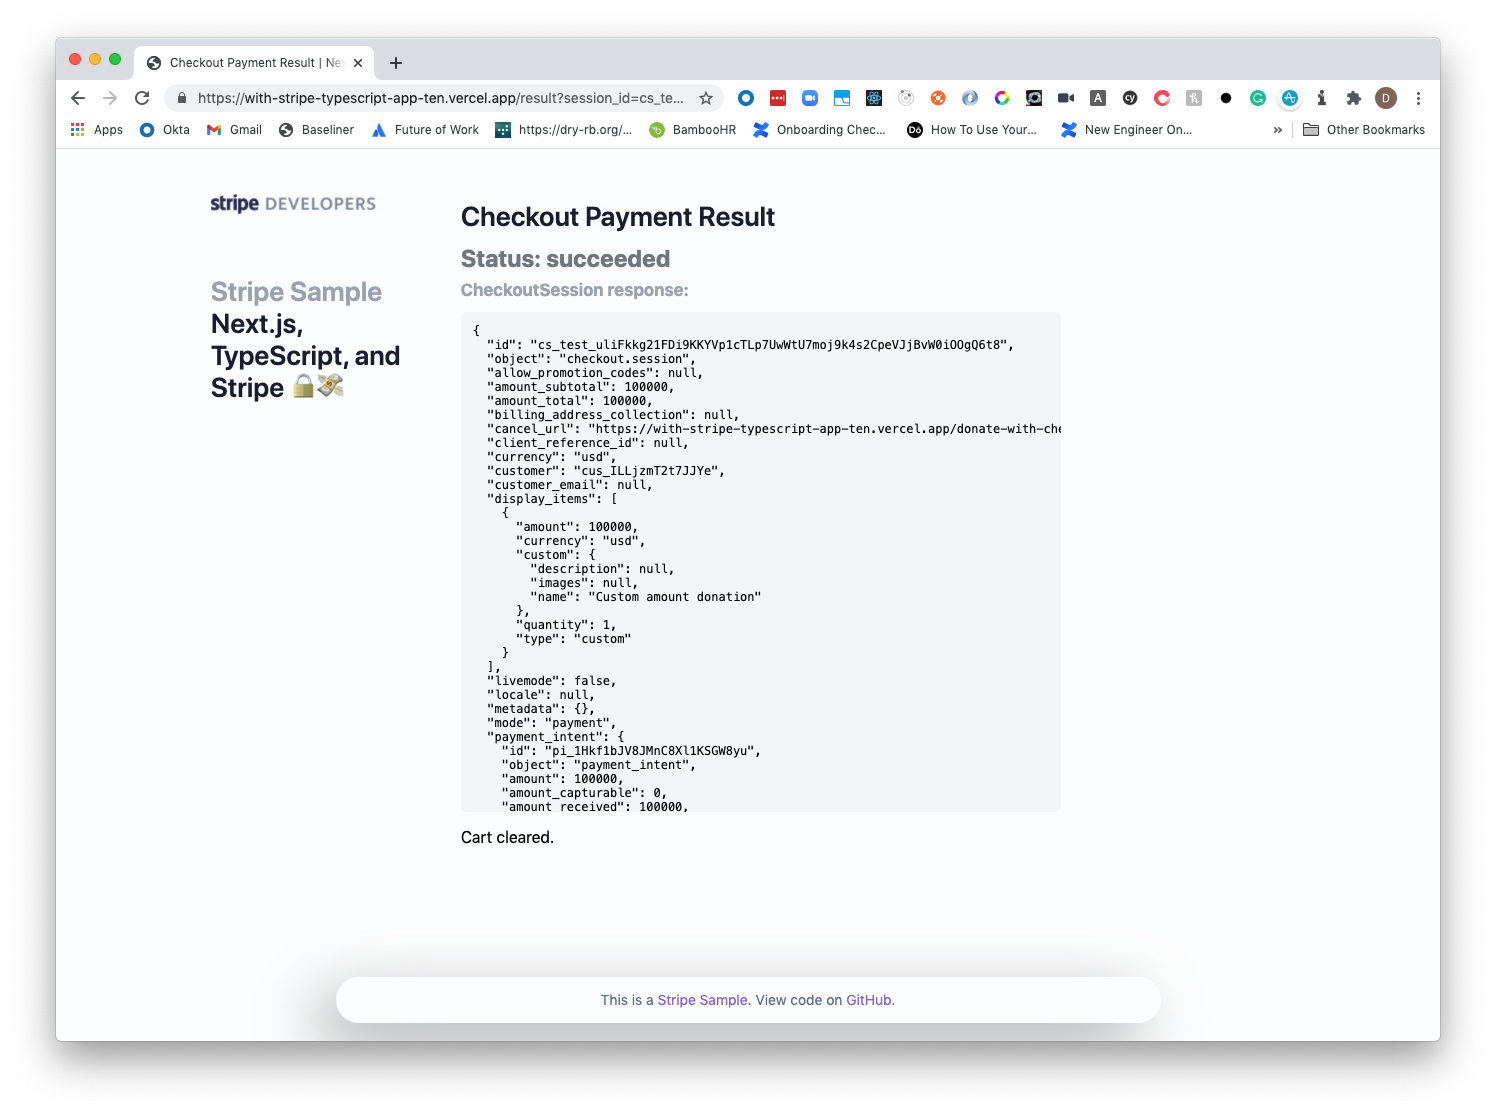 Checkout Payment Result | Ne
https://with-stripe-typescript-app-ten.vercel.app/result?session_id=cs_te...
A
cy
D
Apps
Okta
Gmail
Baseliner
Future of Work
https://dry-rb.org/...
BambooHR
Onboarding Chec...
Dō How To Use Your...
New Engineer On...
»
Other Bookmarks
stripe DEVELOPERS
Stripe Sample
Next.js,
TypeScript, and
Stripe 🔒💸
Checkout Payment Result
Status: succeeded
CheckoutSession response:
{
"id": "cs_test_uliFkkg21FDi9KKYVp1cTLp7UwWtU7moj9k4s2CpeVJjBvW0iOOgQ6t8",
"object": "checkout.session",
"allow_promotion_codes": null,
"amount_subtotal": 100000,
"amount_total": 100000,
"billing_address_collection": null,
"cancel_url": "https://with-stripe-typescript-app-ten.vercel.app/donate-with-che
"client_reference_id": null,
"currency": "usd",
"customer": "cus_ILLjzmT2t7JJYe",
"customer_email": null,
"display_items": [
{
"amount": 100000,
"currency": "usd",
"custom": {
"description": null,
"images": null,
"name": "Custom amount donation"
},
"quantity": 1,
"type": "custom"
}
],
"livemode": false,
"locale": null,
"metadata": {},
"mode": "payment",
"payment_intent": {
"id": "pi_1Hkf1bJV8JMnC8Xl1KSGW8yu",
"object": "payment_intent",
"amount": 100000,
"amount_capturable": 0,
"amount_received": 100000,
Cart cleared.
This is a Stripe Sample. View code on GitHub.